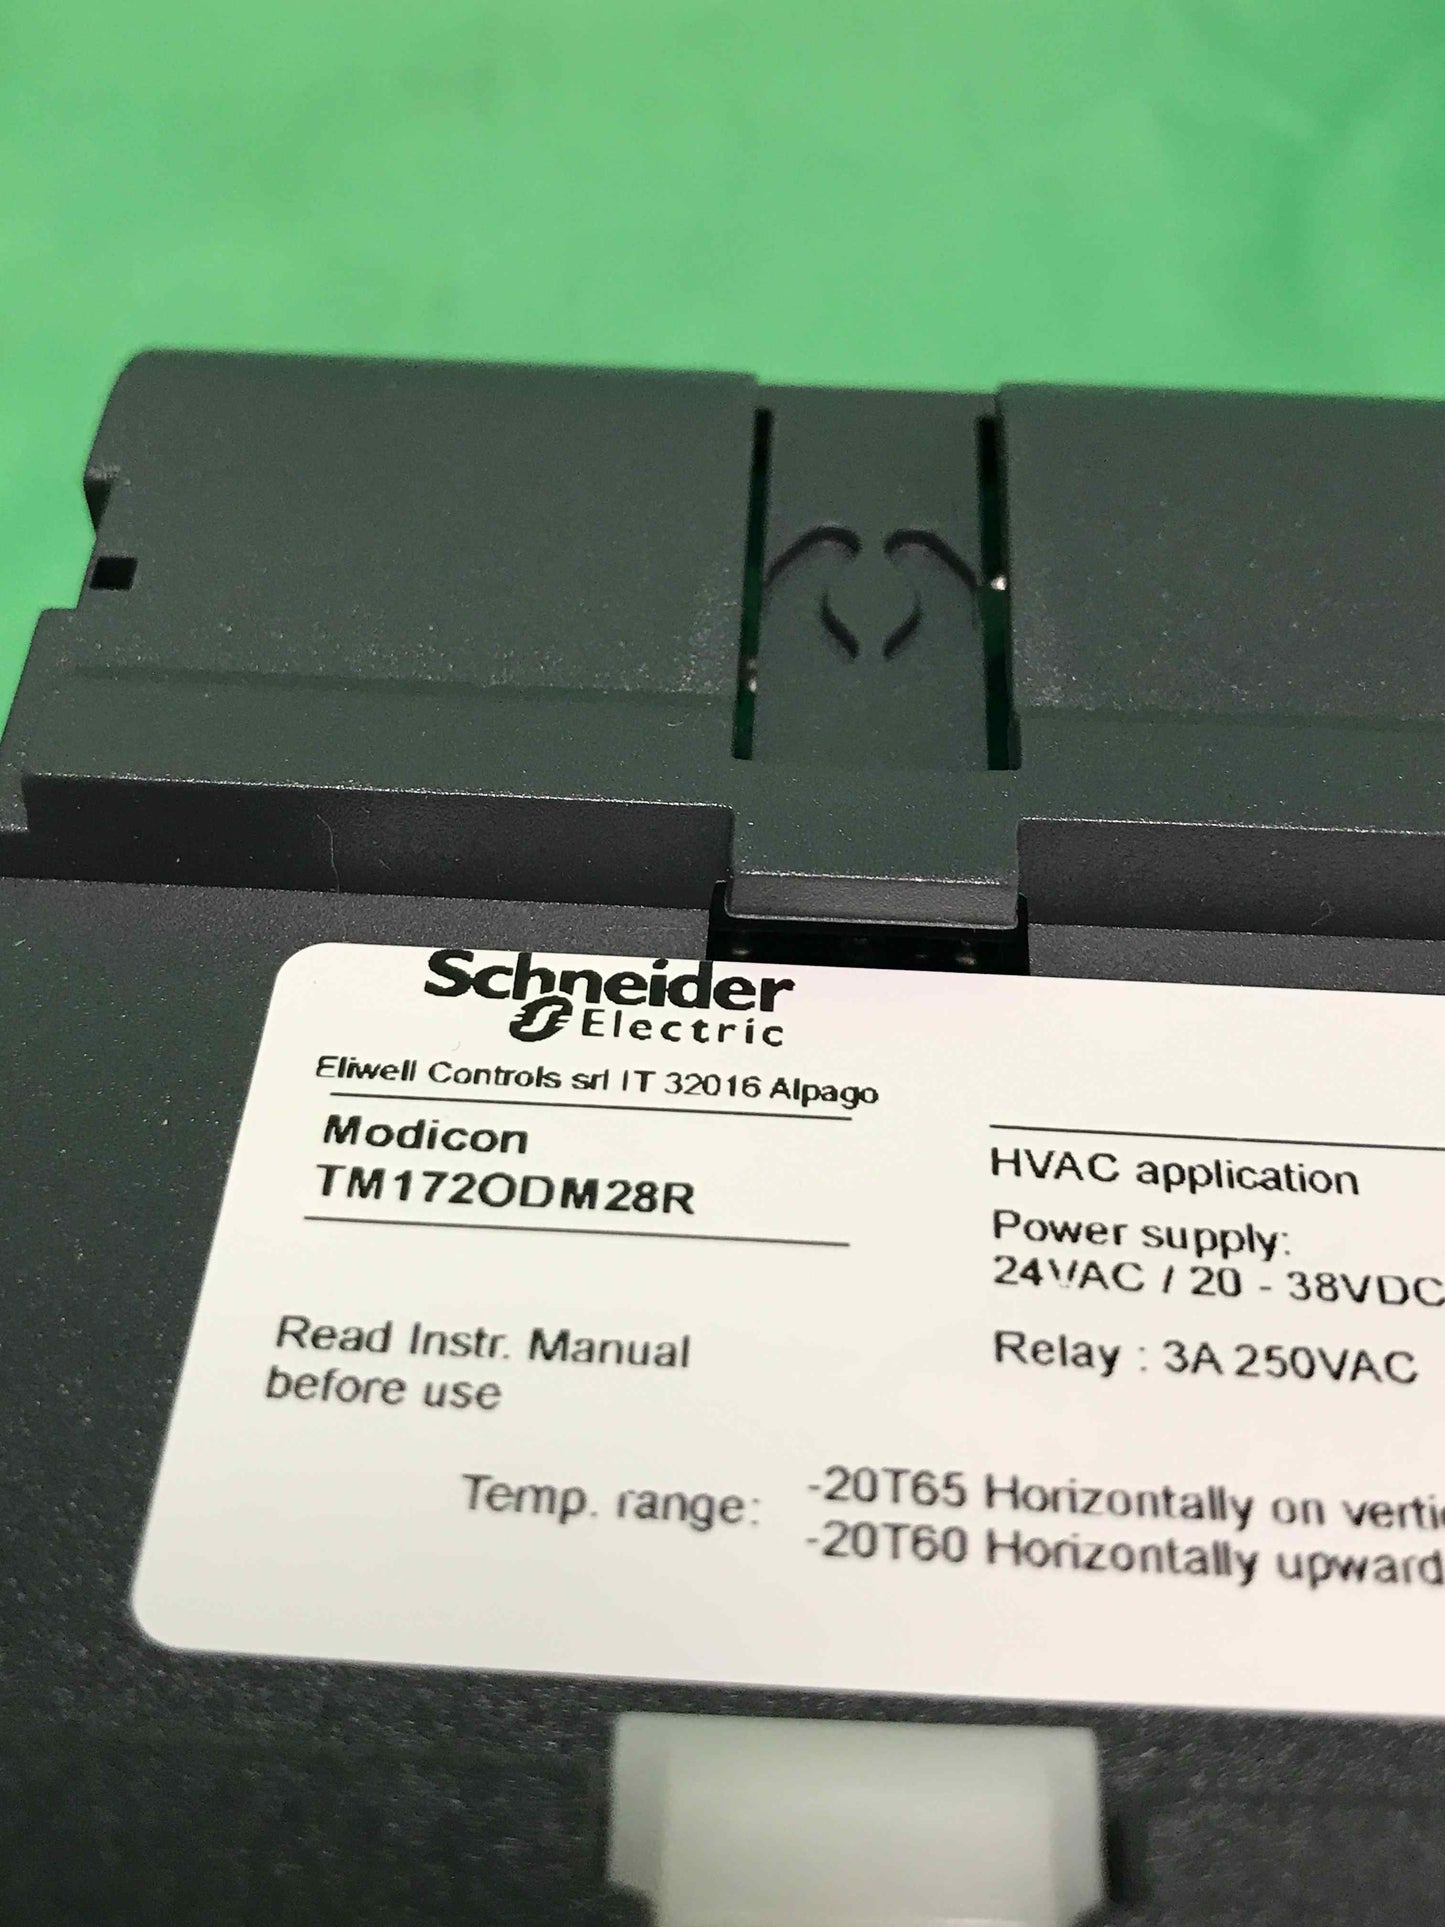 Schneider
Electric
Eliwell Controls srl IT 32016 Alpago
Modicon
TM172ODM28R
Read Instr. Manual
before use
HVAC application
Power supply:
24VAC / 20 - 38VDC
Relay : 3A 250VAC
Temp. range:
-20T65 Horizontally on
-20T60 Horizontally upward